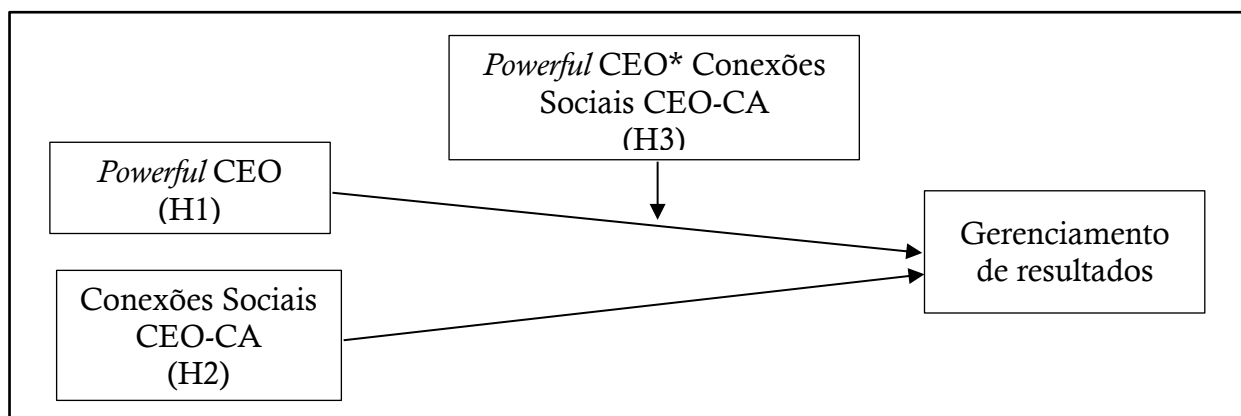 Powerful CEO* Conexões
Sociais CEO-CA
(H3)
Powerful CEO
(H1)
Conexões Sociais
CEO-CA
(H2)
Gerenciamento
de resultados